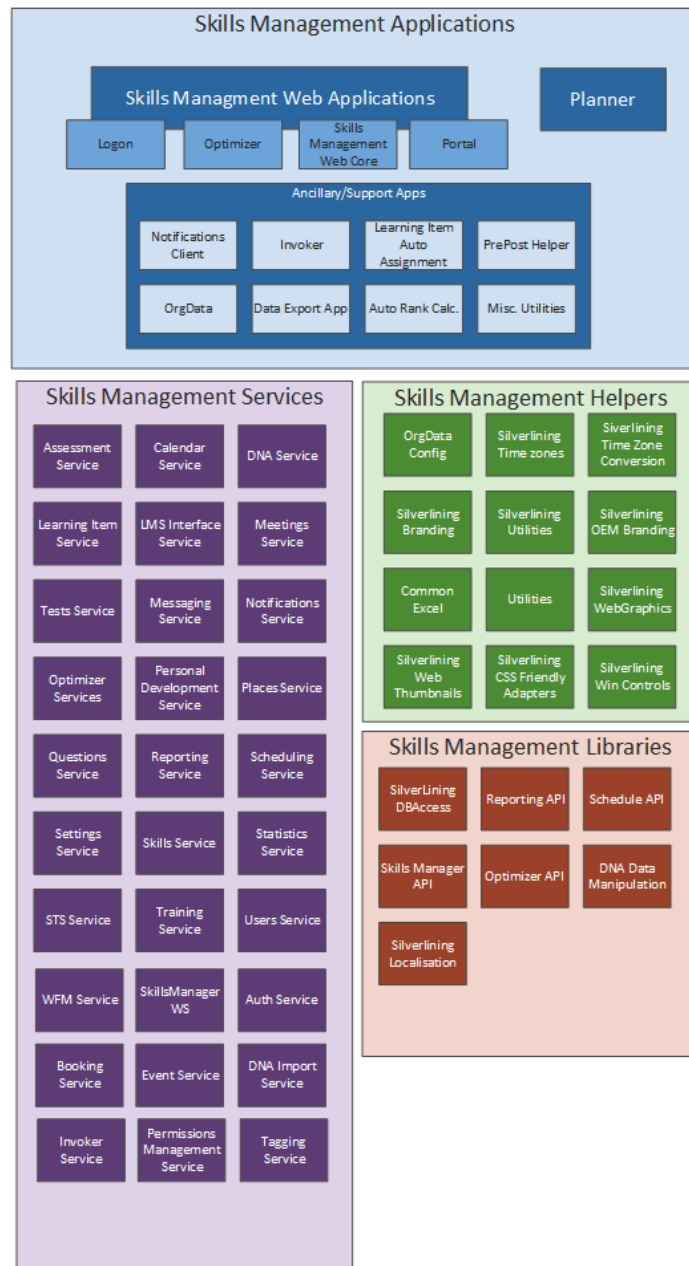 Skills Management Applications
Skills Managment Web Applications
Planner
Logon
Optimizer
Skills
Management
Web Core
Portal
Ancillary/Support Apps
Notifications
Client
Invoker
Learning Item
Auto
Assignment
PrePost Helper
OrgData
Data Export App
Auto Rank Calc.
Misc. Utilities
Skills Management Services
Assessment
Service
Calendar
Service
DNA Service
Learning Item
Service
LMS Interface
Service
Meetings
Service
Tests Service
Messaging
Service
Notifications
Service
Optimizer
Services
Personal
Development
Service
Places Service
Questions
Service
Reporting
Service
Scheduling
Service
Settings
Service
Skills Service
Statistics
Service
STS Service
Training
Service
Users Service
WFM Service
SkillsManager
WS
Auth Service
Booking
Service
Event Service
DNA Import
Service
Invoker
Service
Permissions
Management
Service
Tagging
Service
Skills Management Helpers
OrgData
Config
Silverlining
Time zones
Siverlining
Time Zone
Conversion
Silverlining
Branding
Silverlining
Utilities
Silverlining
OEM Branding
Common
Excel
Utilities
Silverlining
WebGraphics
Silverlining
Web
Thumbnails
Silverlining
CSS Friendly
Adapters
Silverlining
Win Controls
Skills Management Libraries
SilverLining
DBAccess
Reporting API
Schedule API
Skills Manager
API
Optimizer API
DNA Data
Manipulation
Silverlining
Localisation